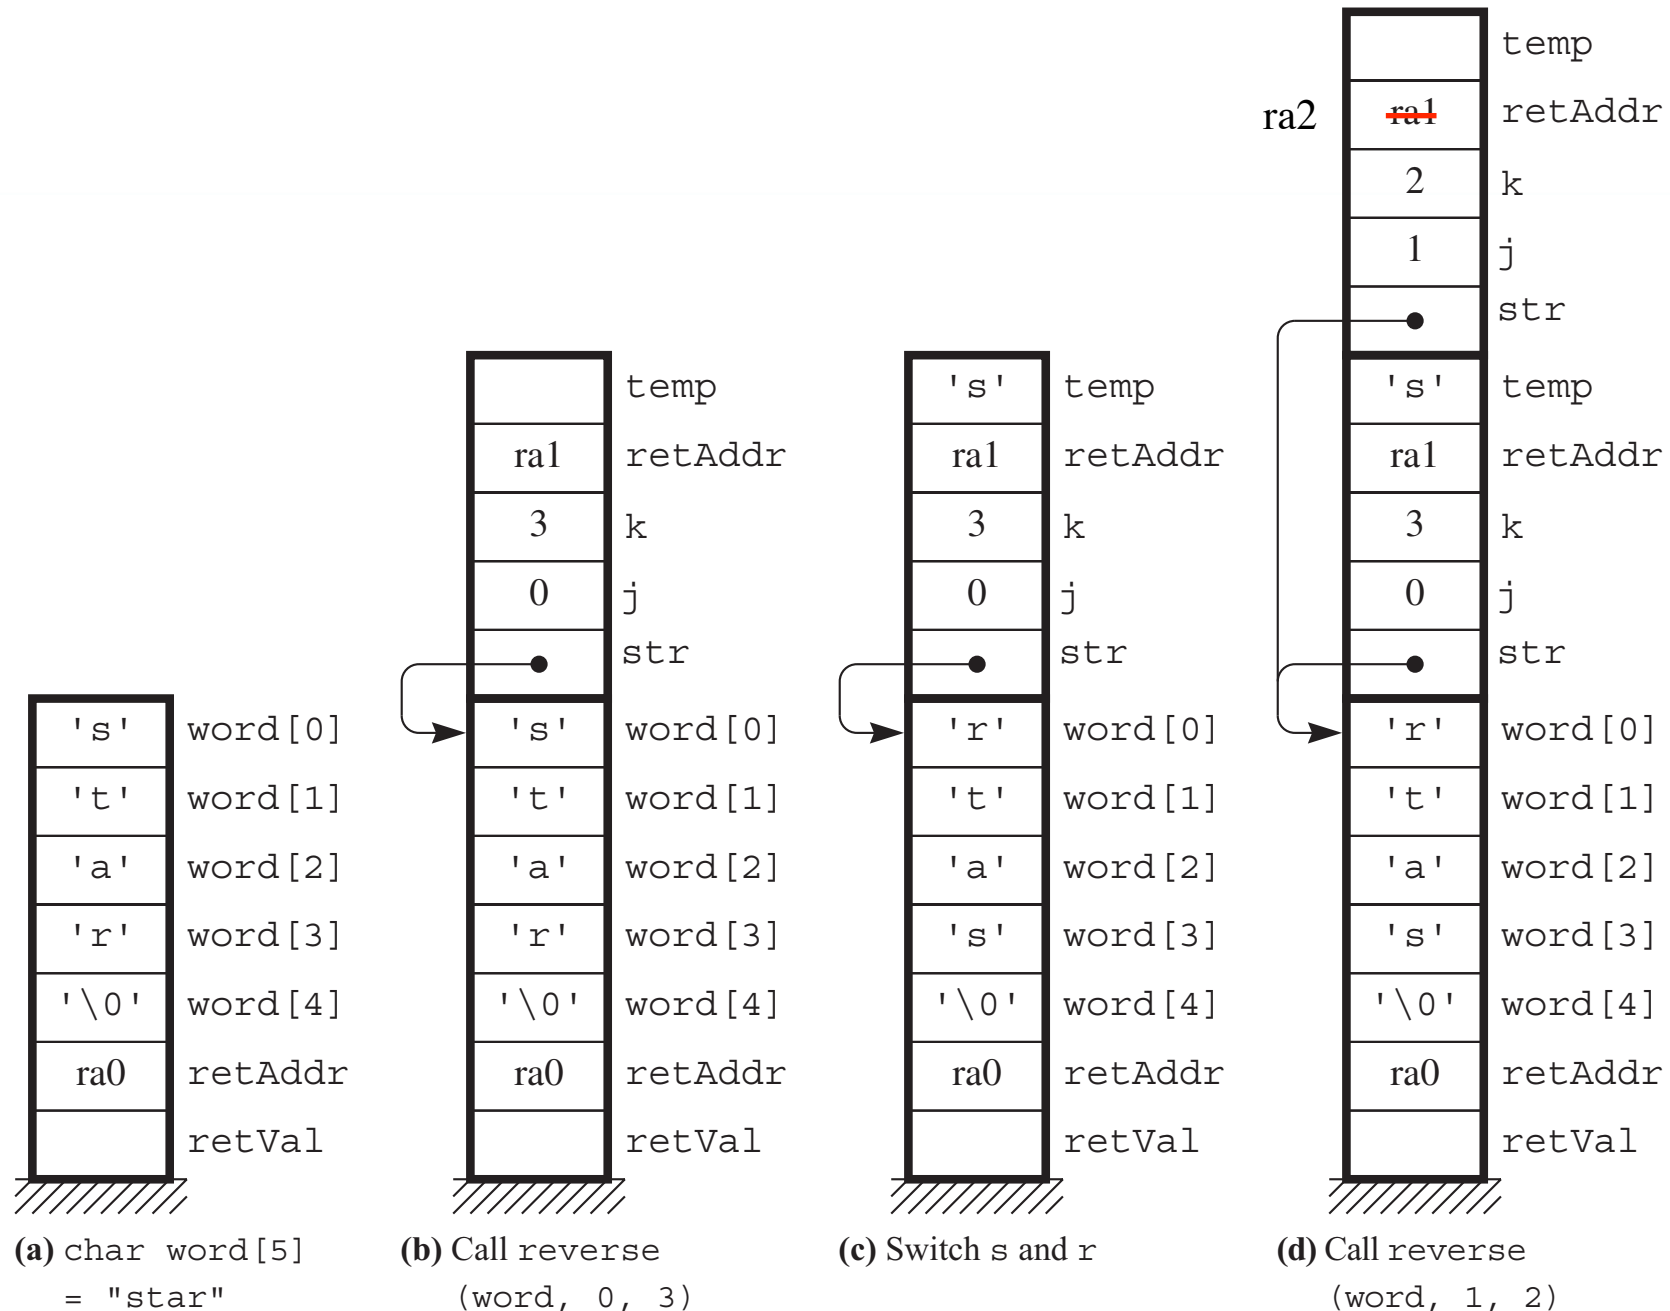 temp
ra2 ra1 retAddr
2 k
1 j
str
temp 's' temp 's' temp
ra1 retAddr ra1 retAddr ra1 retAddr
3 k 3 k 3 k
0 j 0 j 0 j
str str str
's' word[0] 's' word[0] 'r' word[0] 'r' word[0]
't' word[1] 't' word[1] 't' word[1] 't' word[1]
'a' word[2] 'a' word[2] 'a' word[2] 'a' word[2]
'r' word[3] 'r' word[3] 's' word[3] 's' word[3]
'\0' word[4] '\0' word[4] '\0' word[4] '\0' word[4]
ra0 retAddr ra0 retAddr ra0 retAddr ra0 retAddr
retVal retVal retVal retVal
(a) char word[5]
= "star"
(b) Call reverse
(word, 0, 3)
(c) Switch s and r
(d) Call reverse
(word, 1, 2)